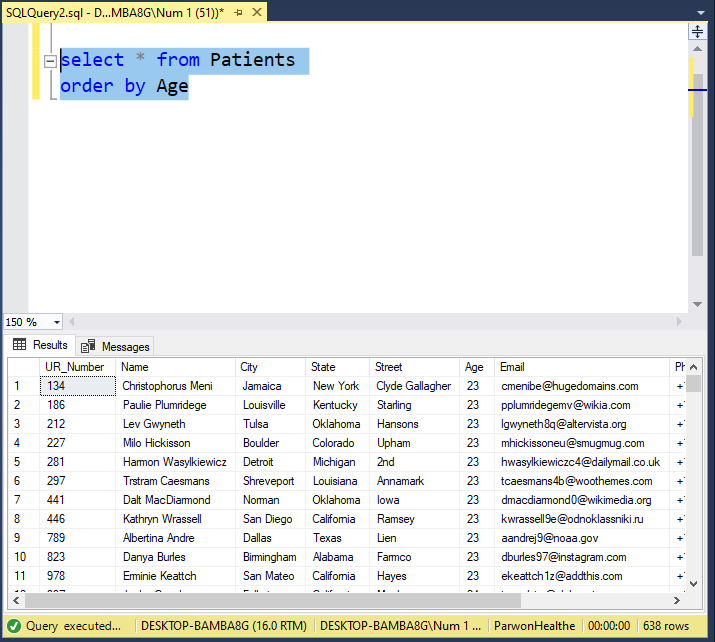 SQLQuery2.sql - D...MBA8G\Num 1 (51))*
select * from Patients
order by Age
150 %
Results Messages
UR_Number Name City State Street Age Email Ph
1 134 Christophorus Meni Jamaica New York Clyde Gallagher 23 cmenibe@hugedomains.com +
2 186 Paulie Plumridege Louisville Kentucky Starling 23 pplumridegemv@wikia.com +
3 212 Lev Gwyneth Tulsa Oklahoma Hansons 23 lgwyneth8q@altervista.org +
4 227 Milo Hickisson Boulder Colorado Upham 23 mhickissoneu@smugmug.com +
5 281 Harmon Wasylkiewicz Detroit Michigan 2nd 23 hwasylkiewiczc4@dailymail.co.uk +
6 297 Trstram Caesmans Shreveport Louisiana Annamark 23 tcaesmans4b@woothemes.com +
7 441 Dalt MacDiamond Norman Oklahoma Iowa 23 dmacdiamond0@wikimedia.org +
8 446 Kathryn Wrassell San Diego California Ramsey 23 kwrassell9e@odnoklassniki.ru +
9 789 Albertina Andre Dallas Texas Lien 23 aandrej9@noaa.gov +
10 823 Danya Burles Birmingham Alabama Farmco 23 dburles97@instagram.com +
11 978 Erminie Keattch San Mateo California Hayes 23 ekeattch1z@addthis.com +
Query executed... DESKTOP-BAMBA8G (16.0 RTM) DESKTOP-BAMBA8G\Num 1 ... ParwonHealthe 00:00:00 638 rows